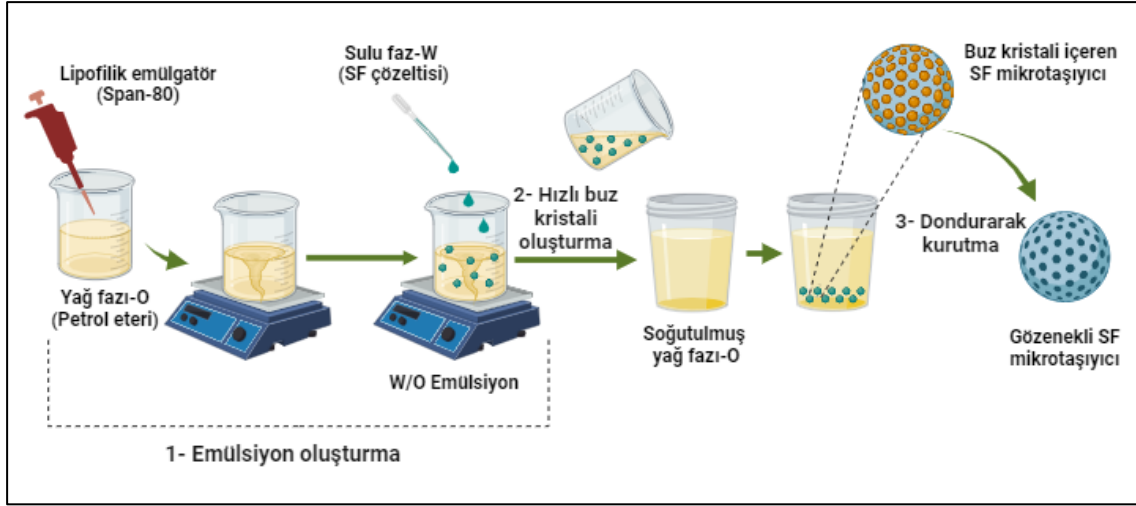 Lipofilik emülgatör
(Span-80)
Yağ fazı-O
(Petrol eteri)
Sulu faz-W
(SF çözeltisi)
W/O Emülsiyon
1- Emülsiyon oluşturma
2- Hızlı buz
kristali
oluşturma
Soğutulmuş
yağ fazı-O
Buz kristali içeren
SF mikrotaşıyıcı
3- Dondurarak
kurutma
Gözenekli SF
mikrotaşıyıcı